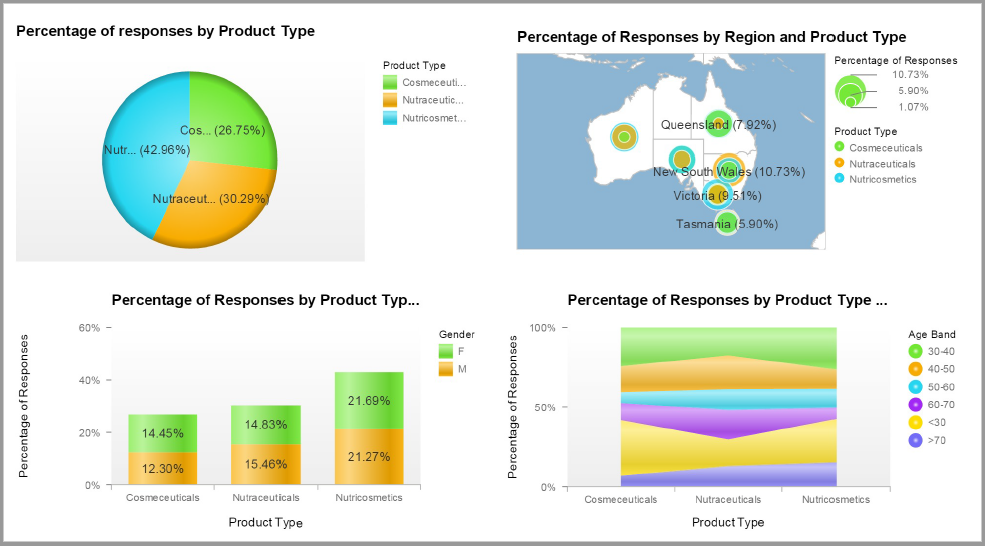 Percentage of responses by Product Type
Product Type
Cosmeceuti...
Nutraceutic...
Nutricosmet...
Cos... (26.75%)
Nutr... (42.96%)
Nutraceut... (30.29%)
Percentage of Responses by Region and Product Type
Percentage of Responses
10.73%
5.90%
1.07%
Product Type
Cosmeceuticals
Nutraceuticals
Nutricosmetics
Queensland (7.92%)
New South Wales (10.73%)
Victoria (9.51%)
Tasmania (5.90%)
Percentage of Responses by Product Typ...
Percentage of Responses
60%
40%
20%
0%
21.69%
14.45%
14.83%
12.30%
15.46%
21.27%
Cosmeceuticals
Nutraceuticals
Nutricosmetics
Product Type
Gender
F
M
Percentage of Responses by Product Type ...
Percentage of Responses
100%
50%
0%
Cosmeceuticals
Nutraceuticals
Nutricosmetics
Product Type
Age Band
30-40
40-50
50-60
60-70
<30
>70